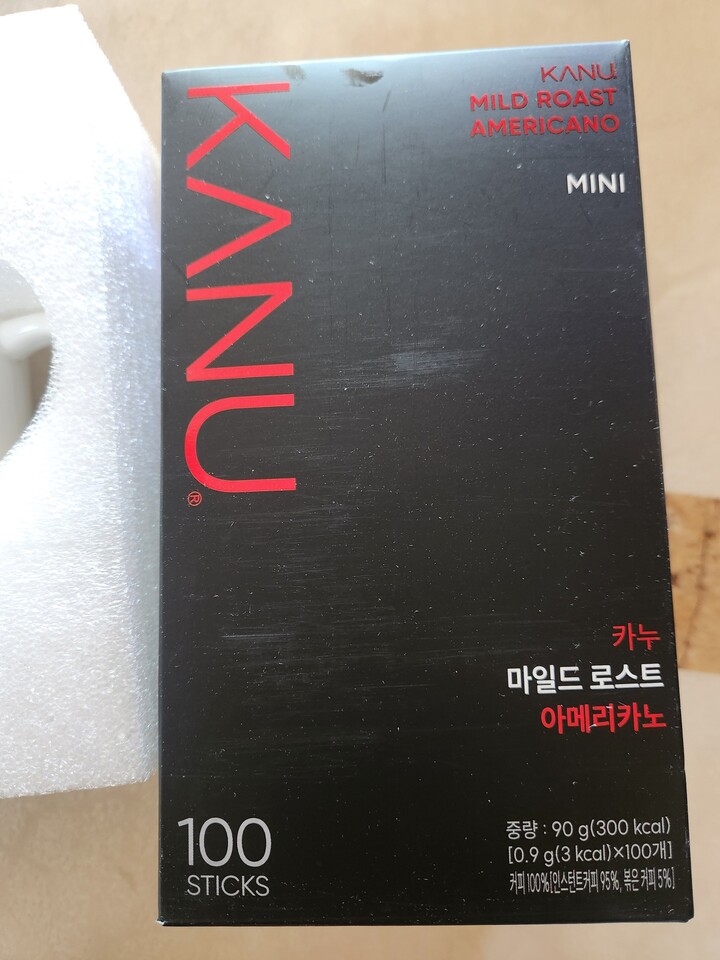 KANU
MILD ROAST
AMERICANO
MINI
KANU®
카누
마일드 로스트
아메리카노
100
STICKS
중량 : 90 g(300 kcal)
[0.9 g(3 kcal)×100개]
커피 100%[인스턴트커피 95%, 볶은 커피 5%]